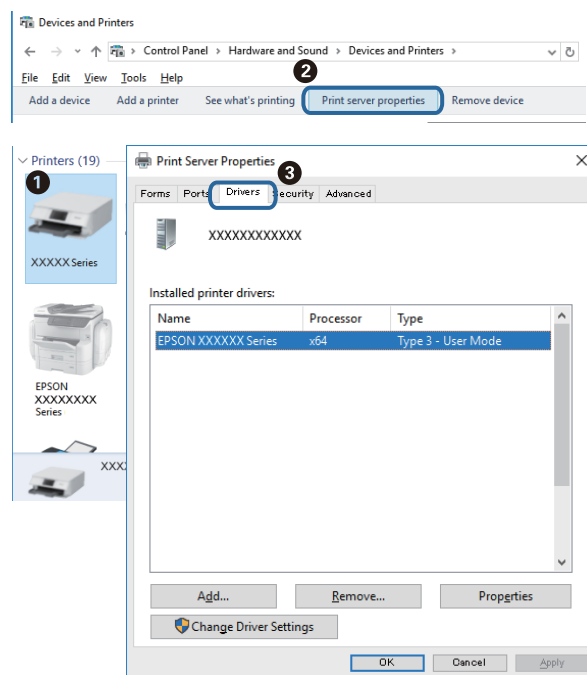 Devices and Printers
Control Panel > Hardware and Sound > Devices and Printers >
2
File Edit View Tools Help
Add a device Add a printer See what's printing Print server properties Remove device
Printers (19)
1
XXXXX Series
EPSON
XXXXXXXX
Series
XXX
Print Server Properties
3
Forms Ports Drivers Security Advanced
XXXXXXXXXXXX
Installed printer drivers:
Name Processor Type
EPSON XXXXXX Series x64 Type 3 - User Mode
Add... Remove... Properties
Change Driver Settings
OK Cancel Apply